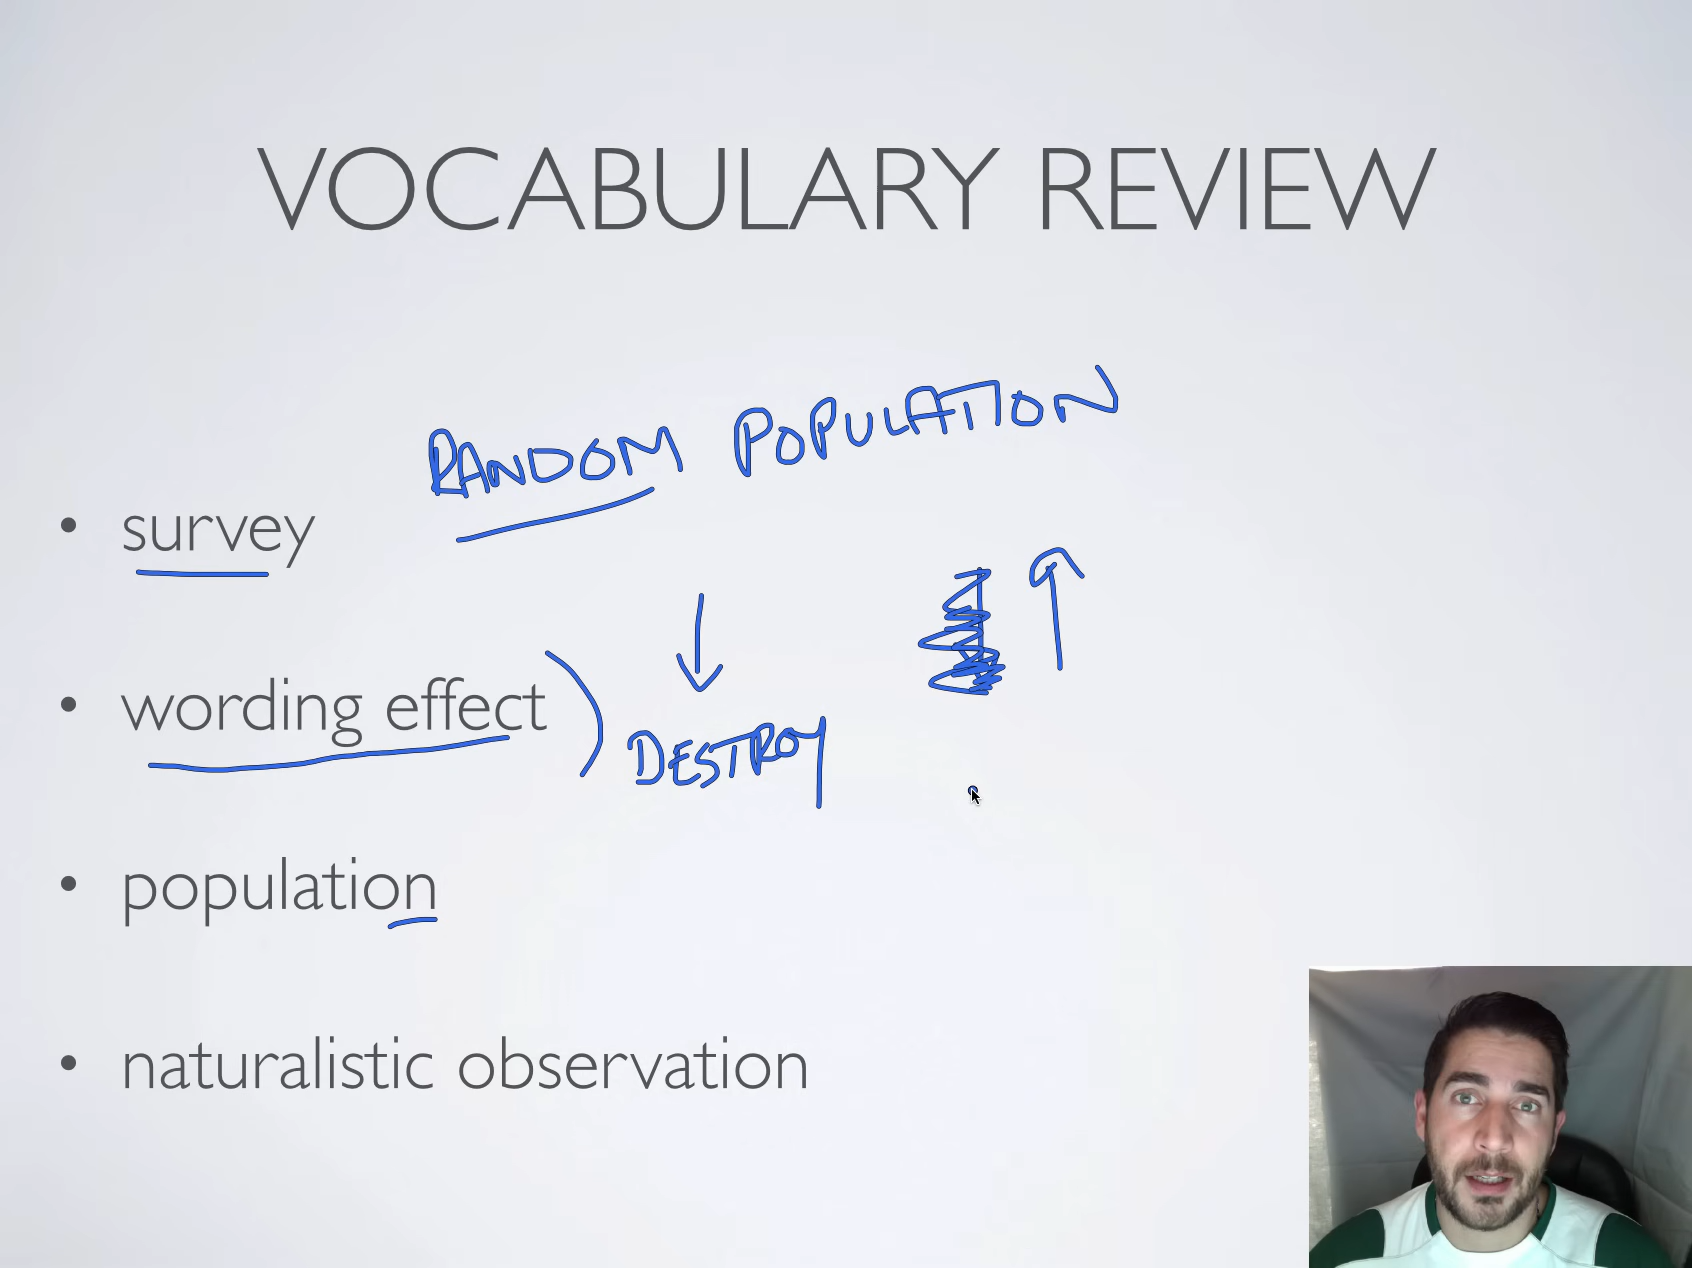 VOCABULARY REVIEW
RANDOM POPULATION
• survey
• wording effect
DESTROY
• population
• naturalistic observation